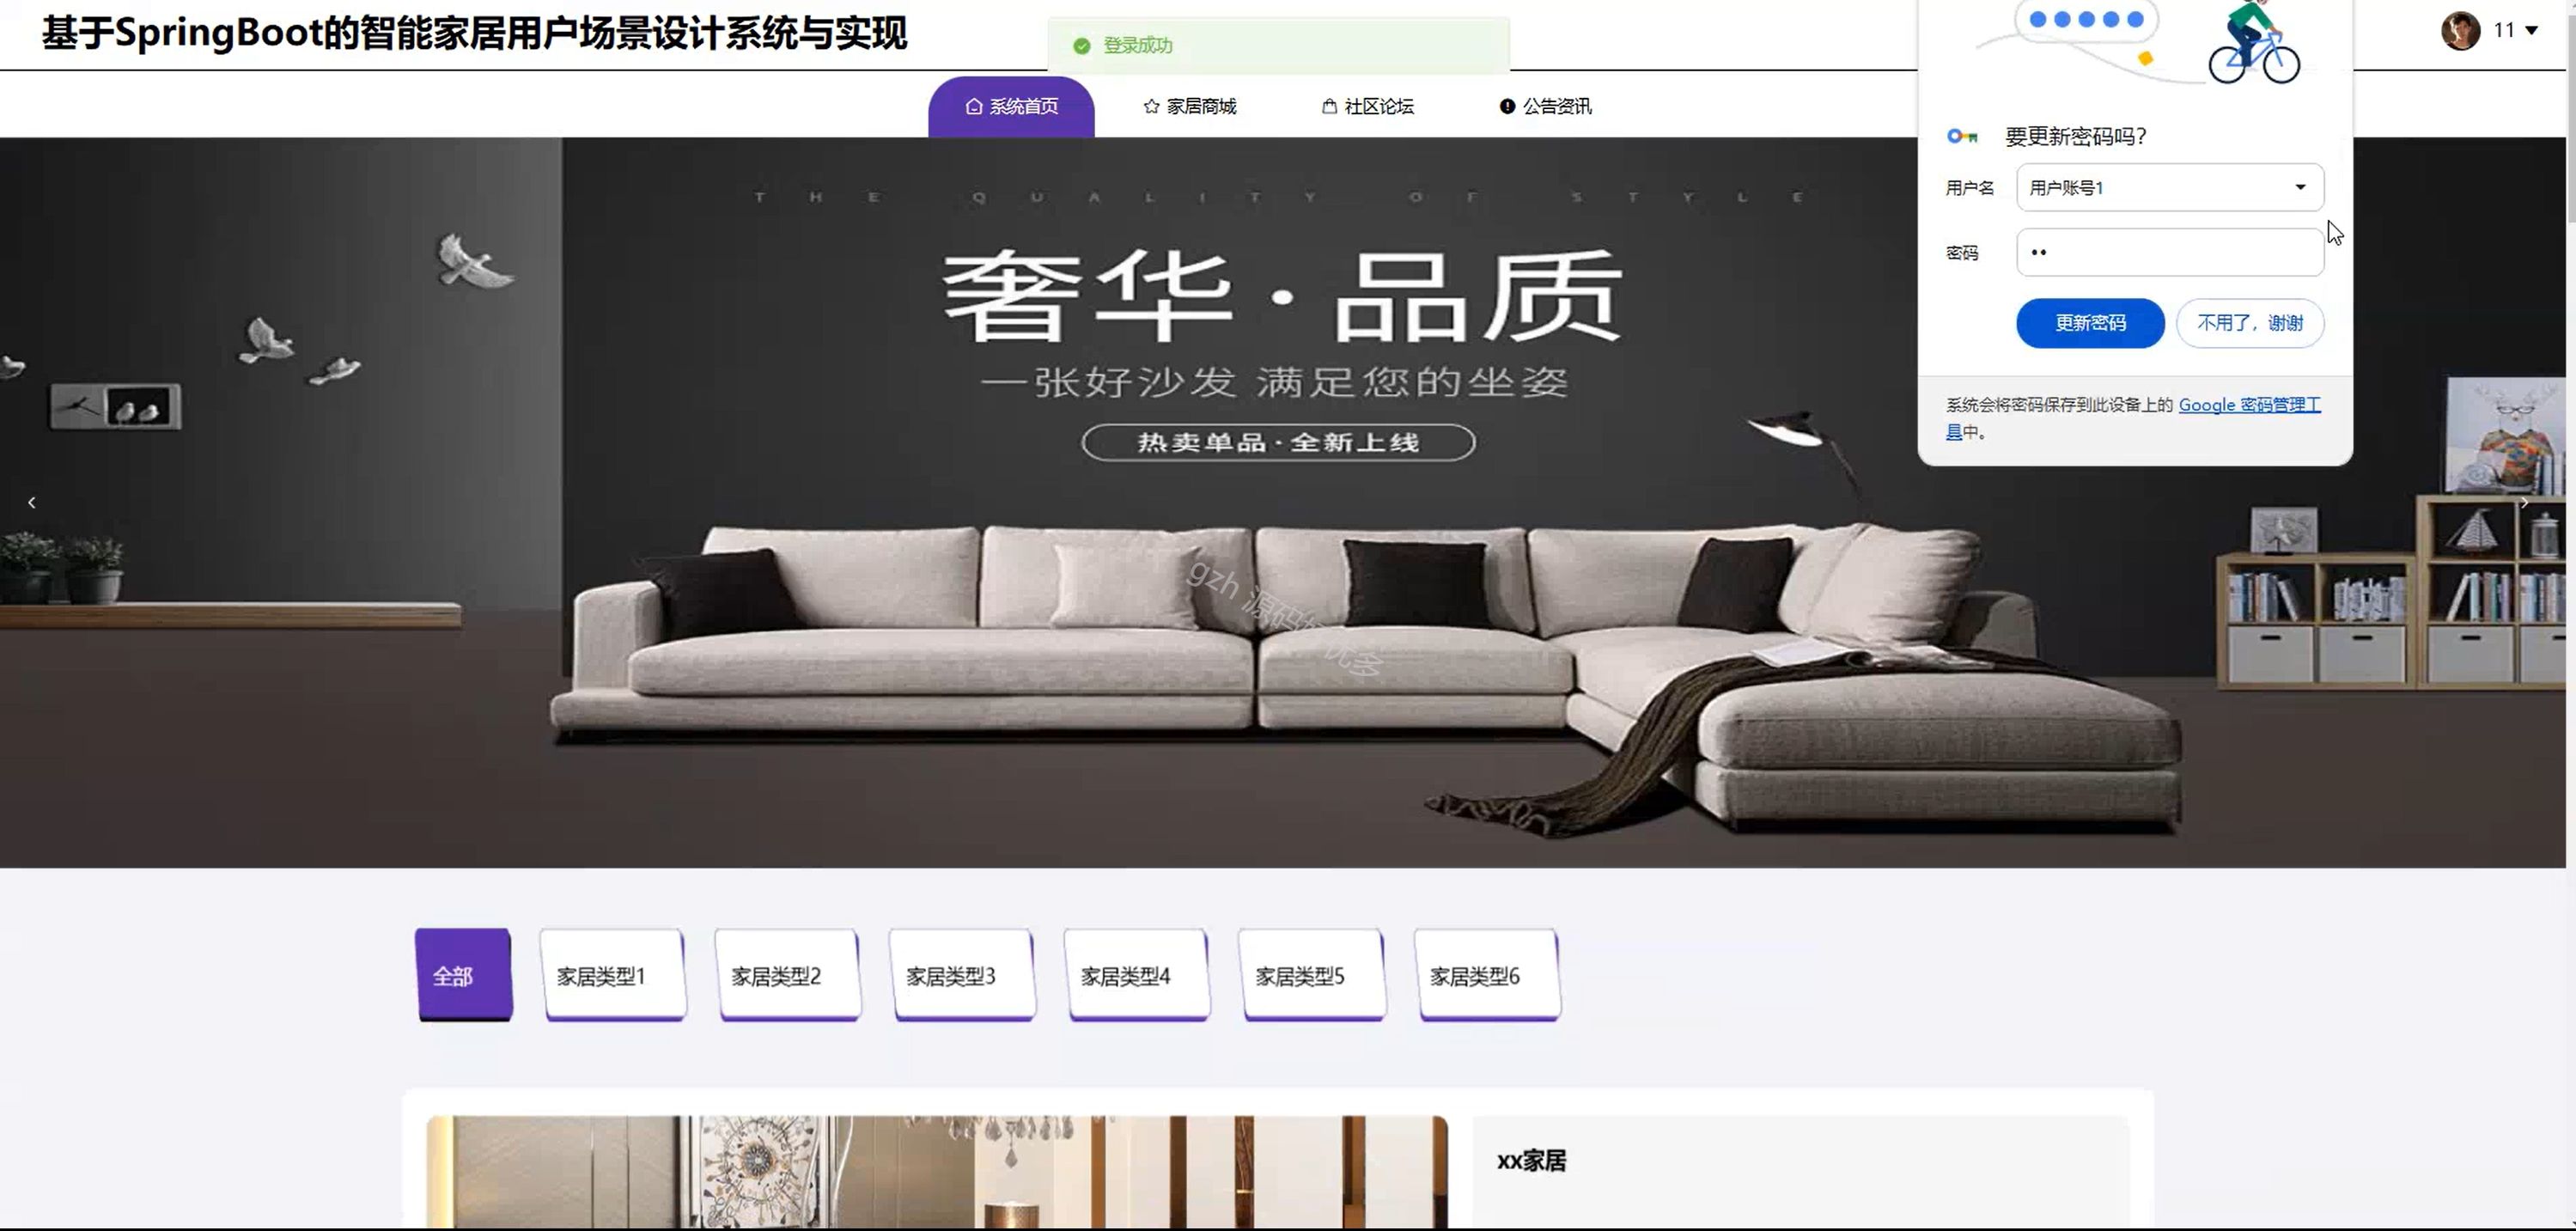 基于SpringBoot的智能家居用户场景设计系统与实现
登录成功
11
系统首页
家居商城
社区论坛
公告资讯
要更新密码吗?
用户名
用户账号1
密码
••
更新密码
不用了，谢谢
系统会将密码保存到此设备上的 Google 密码管理工
具中。
THE QUALITY OF STYLE
奢华·品质
一张好沙发 满足您的坐姿
热卖单品·全新上线
gzh 源码
全部
家居类型1
家居类型2
家居类型3
家居类型4
家居类型5
家居类型6
xx家居